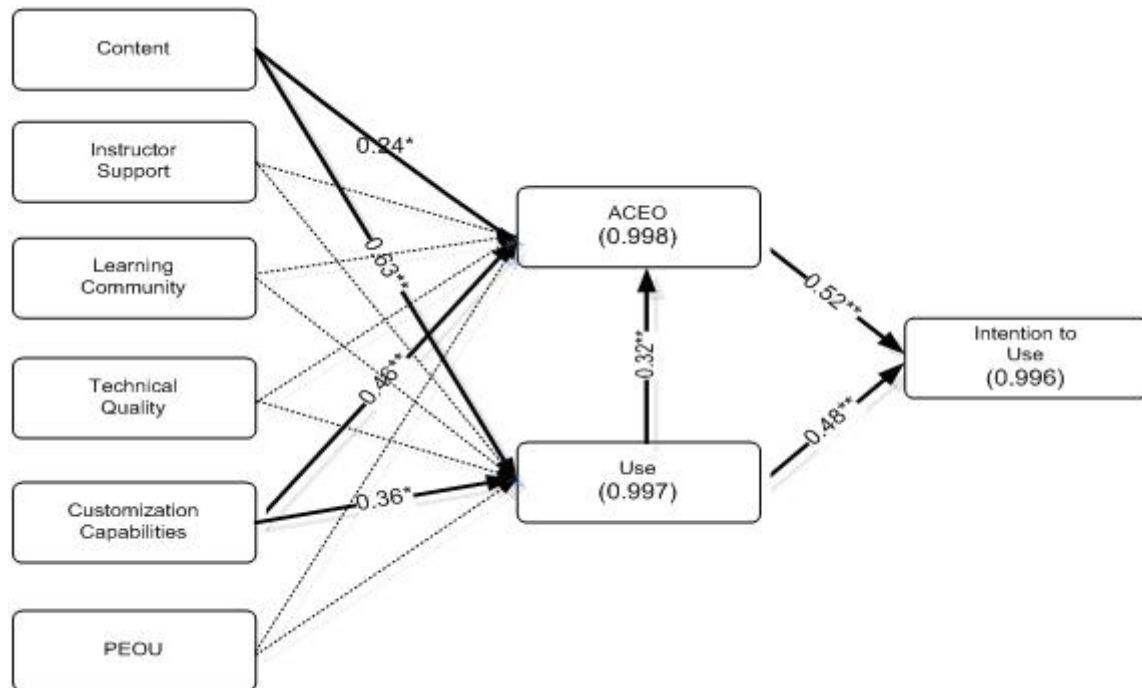 Content
Instructor
Support
Learning
Community
Technical
Quality
Customization
Capabilities
PEOU
0.24*
0.63**
0.46**
0.36*
ACEO
(0.998)
0.32**
Use
(0.997)
0.52**
0.48**
Intention to
Use
(0.996)